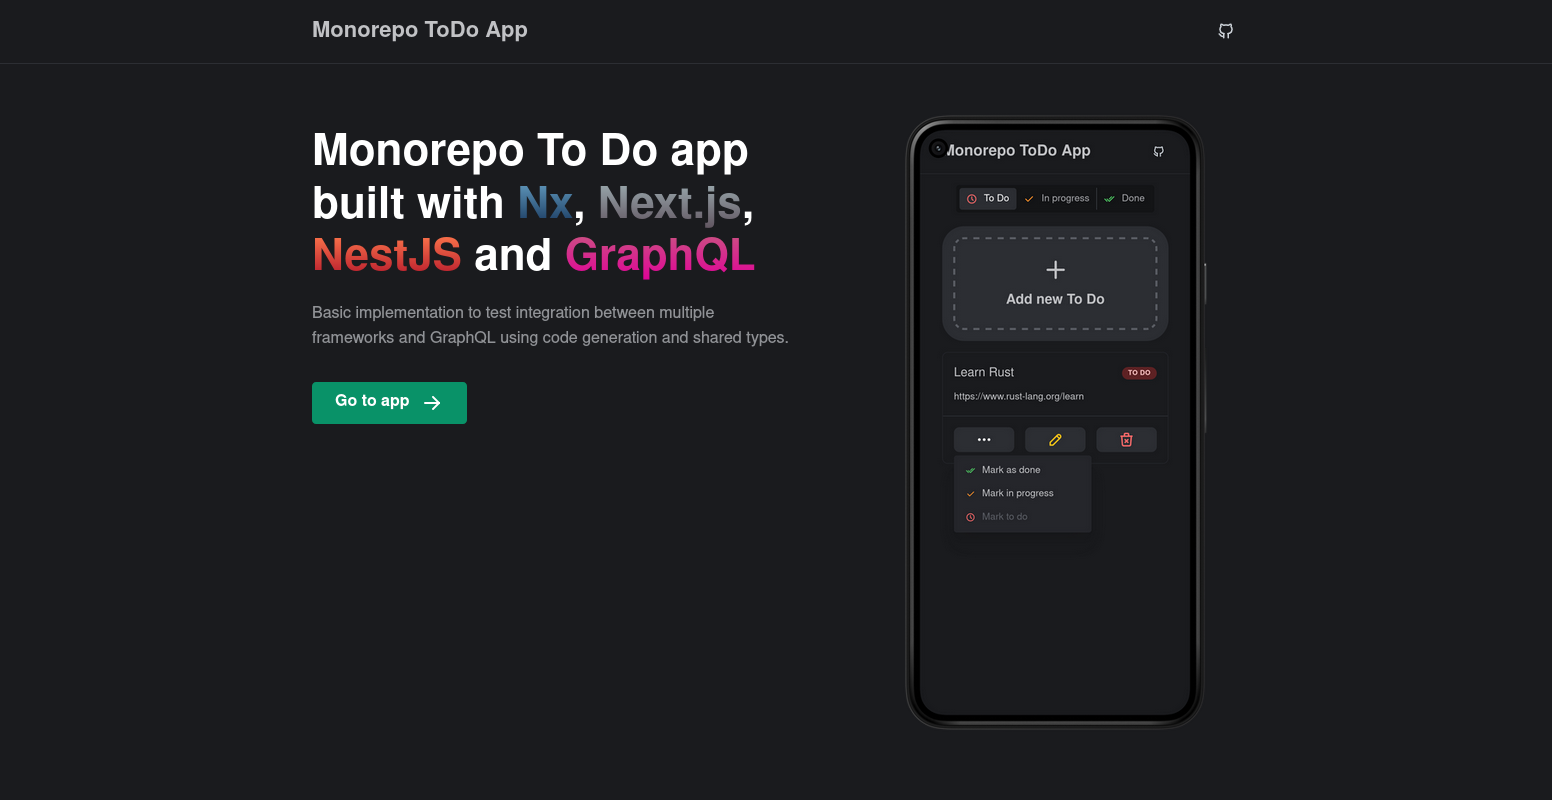 Monorepo ToDo App
Monorepo To Do app
built with Nx, Next.js,
NestJS and GraphQL
Basic implementation to test integration between multiple
frameworks and GraphQL using code generation and shared types.
Go to app
Monorepo ToDo App
To Do
In progress
Done
Add new To Do
Learn Rust
TO DO
https://www.rust-lang.org/learn
Mark as done
Mark in progress
Mark to do